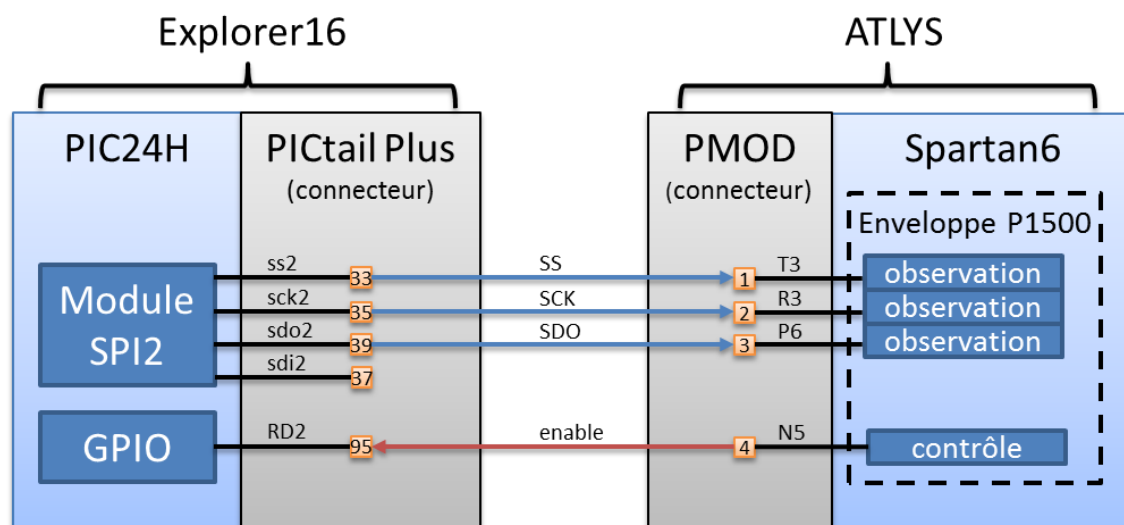 Explorer16
ATLYS
PIC24H
PICtail Plus
(connecteur)
PMOD
(connecteur)
Spartan6
Enveloppe P1500
Module
SPI2
ss2
33
SS
1
T3
observation
sck2
35
SCK
2
R3
observation
sdo2
39
SDO
3
P6
observation
sdi2
37
GPIO
RD2
95
enable
4
N5
contrôle